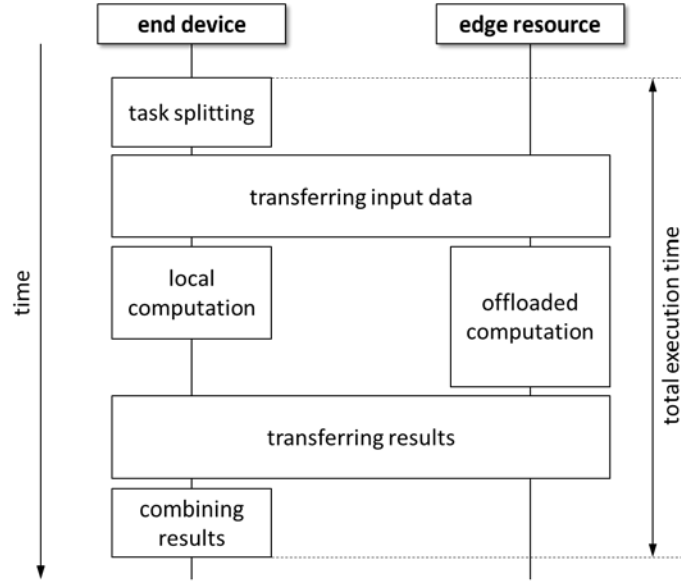 end device
edge resource
task splitting
transferring input data
local
computation
offloaded
computation
transferring results
combining
results
time
total execution time